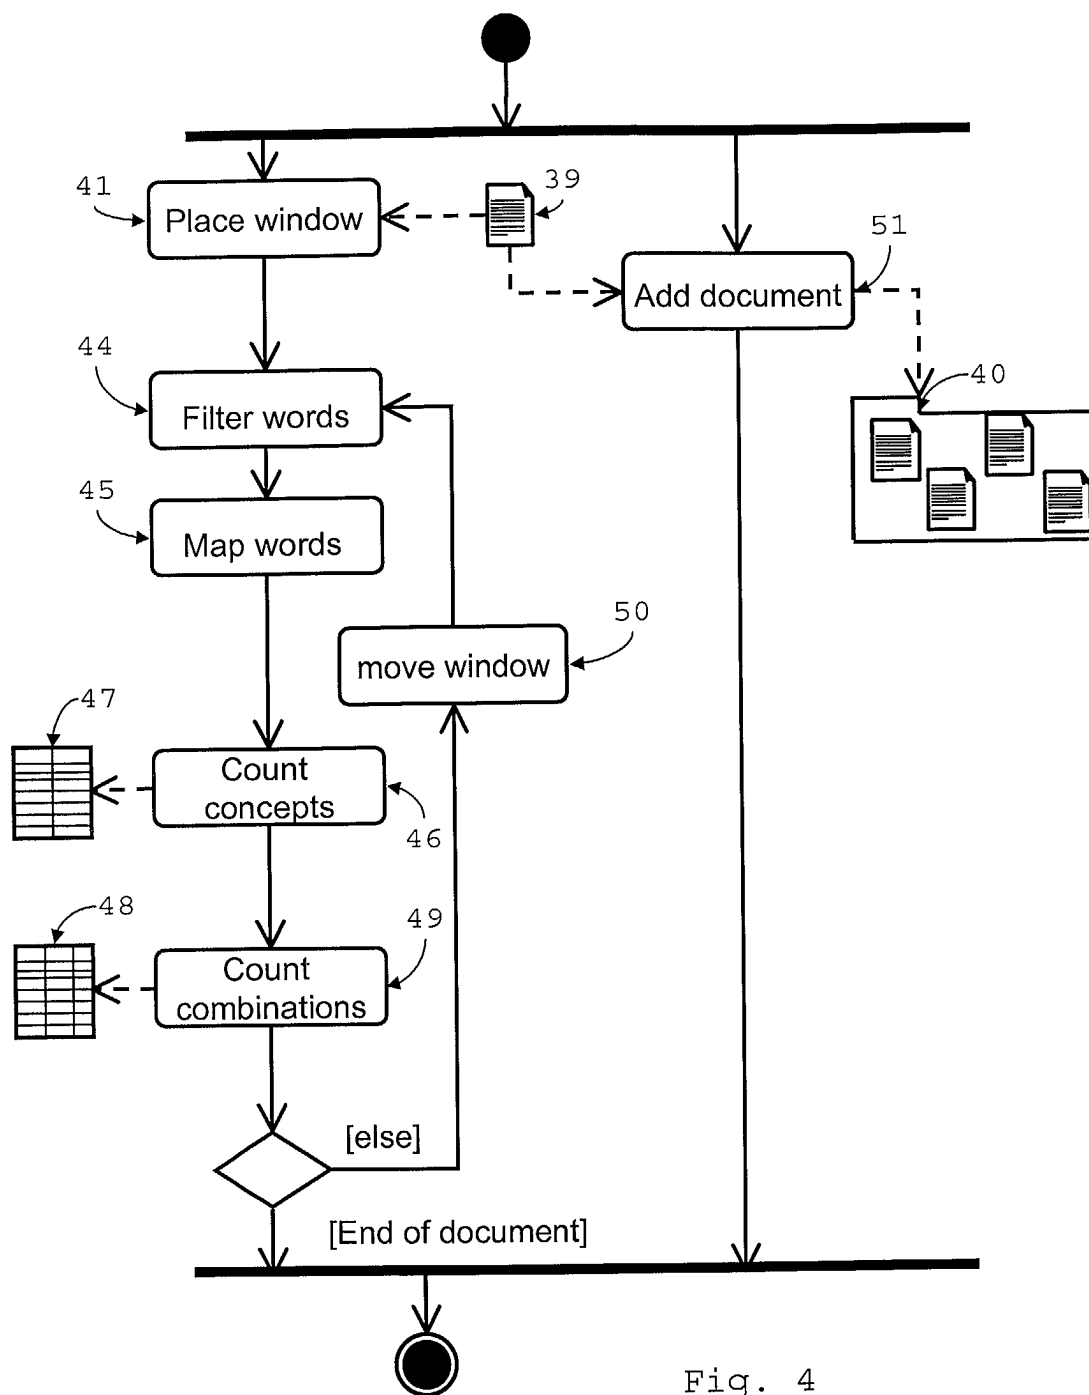 41
Place window
39
51
Add document
44
Filter words
40
45
Map words
50
move window
47
Count
concepts
46
48
49
Count
combinations
[else]
[End of document]
Fig. 4